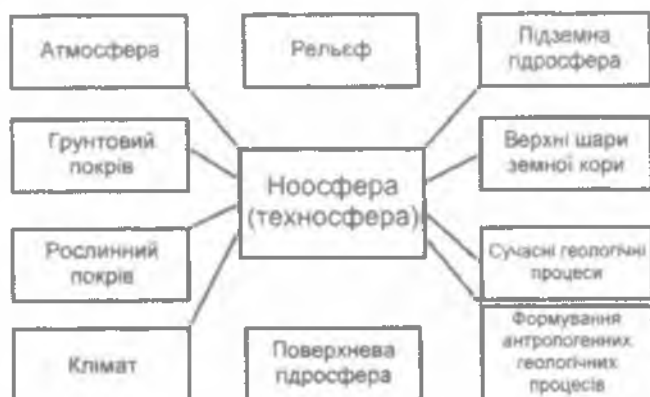 Атмосфера
Рельєф
Підземна
гідросфера
Грунтовий
покрів
Верхні шари
земної кори
Ноосфера
(техносфера)
Рослинний
покрів
Сучасні геологічні
процеси
Клімат
Поверхнева
гідросфера
Формування
антропогенних
геологічних
процесів